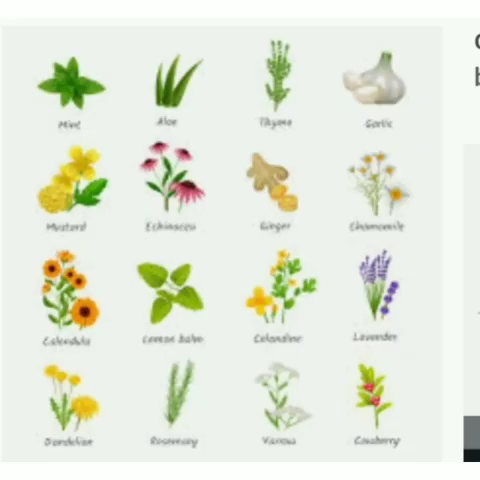 Mint Aloe Thyme Garlic
Mustard Echinacea Ginger Chamomile
Calendula Lemon balm Celandine Lavender
Dandelion Rosemary Yarrow Cowberry